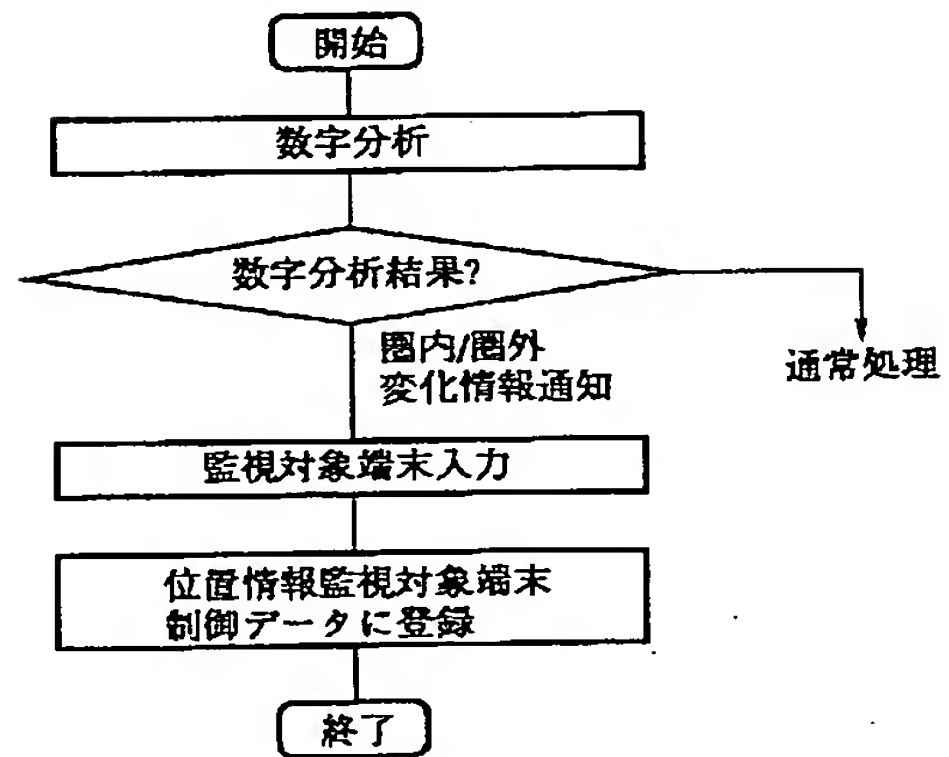 開始
数字分析
数字分析結果?
圏内/圏外
変化情報通知
通常処理
監視対象端末入力
位置情報監視対象端末
制御データに登録
終了